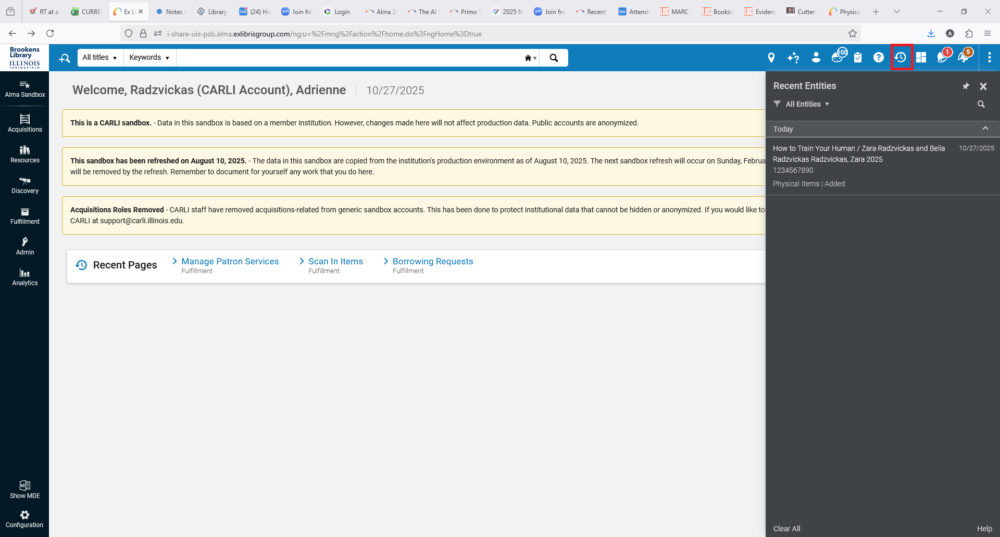 RT at a
CURRE
Ex Li
Notes f
Library
box
(24) His
zm
Join fro
Login
Alma 2
The AI
Primo V
2025 N
zm
Join fro
Recent
box
Attende
LOC
MARC
LOC
Books/
LOC
Evidenc
Cutter-
Physica
i-share-uis-psb.alma.exlibrisgroup.com/ng;u=%2Fmng%2Faction%2Fhome.do%3FngHome%3Dtrue
A
Brookens
Library
ILLINOIS
SPRINGFIELD
All titles
Keywords
100
?
1
5
Alma Sandbox
Acquisitions
Resources
Discovery
Fulfillment
Admin
Analytics
Show MDE
Configuration
Welcome, Radzvickas (CARLI Account), Adrienne
10/27/2025
This is a CARLI sandbox. - Data in this sandbox is based on a member institution. However, changes made here will not affect production data. Public accounts are anonymized.
This sandbox has been refreshed on August 10, 2025. - The data in this sandbox are copied from the institution's production environment as of August 10, 2025. The next sandbox refresh will occur on Sunday, Februa
will be removed by the refresh. Remember to document for yourself any work that you do here.
Acquisitions Roles Removed - CARLI staff have removed acquisitions-related from generic sandbox accounts. This has been done to protect institutional data that cannot be hidden or anonymized. If you would like to
CARLI at support@carli.illinois.edu.
Recent Pages
Manage Patron Services
Fulfillment
Scan In Items
Fulfillment
Borrowing Requests
Fulfillment
Recent Entities
All Entities
Today
How to Train Your Human / Zara Radzvickas and Bella
Radzvickas Radzvickas, Zara 2025
10/27/2025
1234567890
Physical Items | Added
Clear All
Help